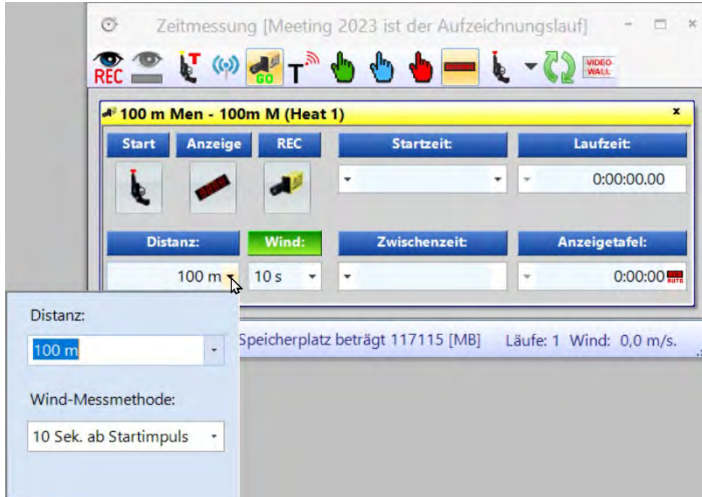 Zeitmessung [Meeting 2023 ist der Aufzeichnungslauf]
REC
T
GO
T
VIDEO
WALL
100 m Men - 100m M (Heat 1)
Start Anzeige REC Startzeit: Laufzeit:
0:00:00.00
Distanz: Wind: Zwischenzeit: Anzeigetafel:
100 m 10 s 0:00:00 AUTO
Speicherplatz beträgt 117115 [MB] Läufe: 1 Wind: 0,0 m/s.
Distanz:
100 m
Wind-Messmethode:
10 Sek. ab Startimpuls